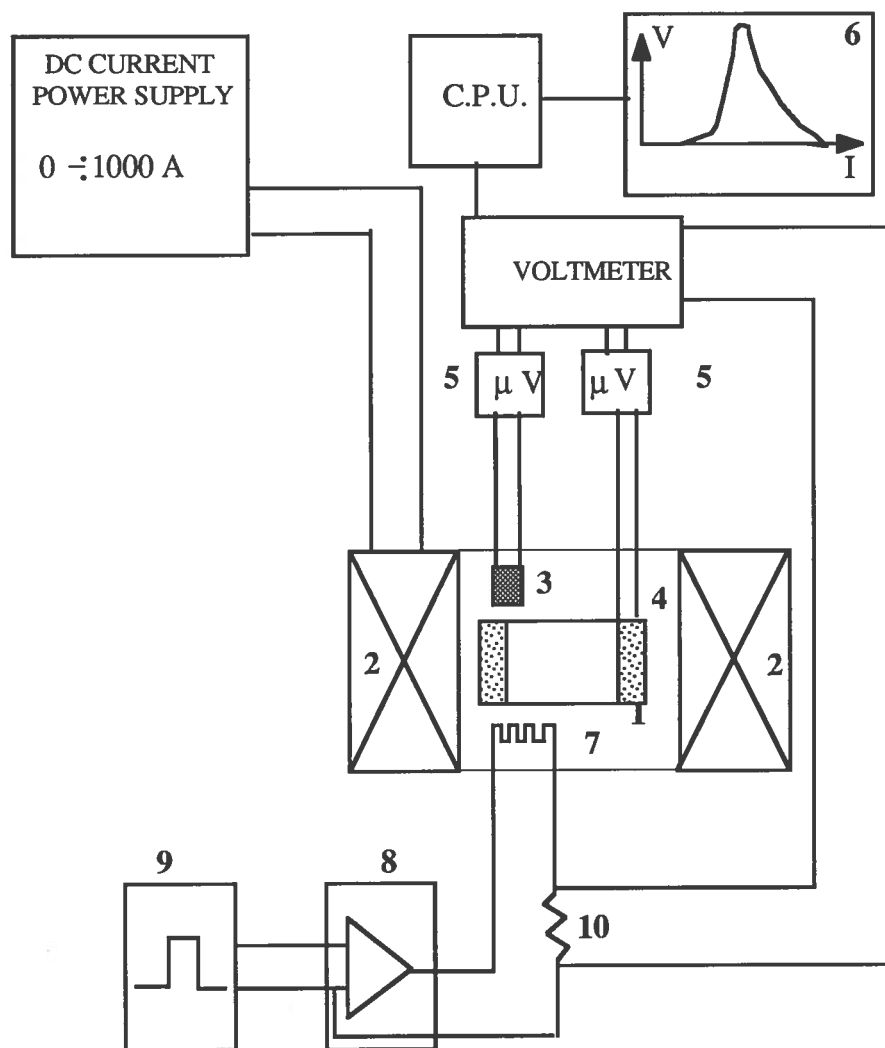 DC CURRENT
POWER SUPPLY
0 ÷ 1000 A
C.P.U.
V
6
I
VOLTMETER
5
μ V
μ V
5
3
4
2
2
1
7
9
8
10